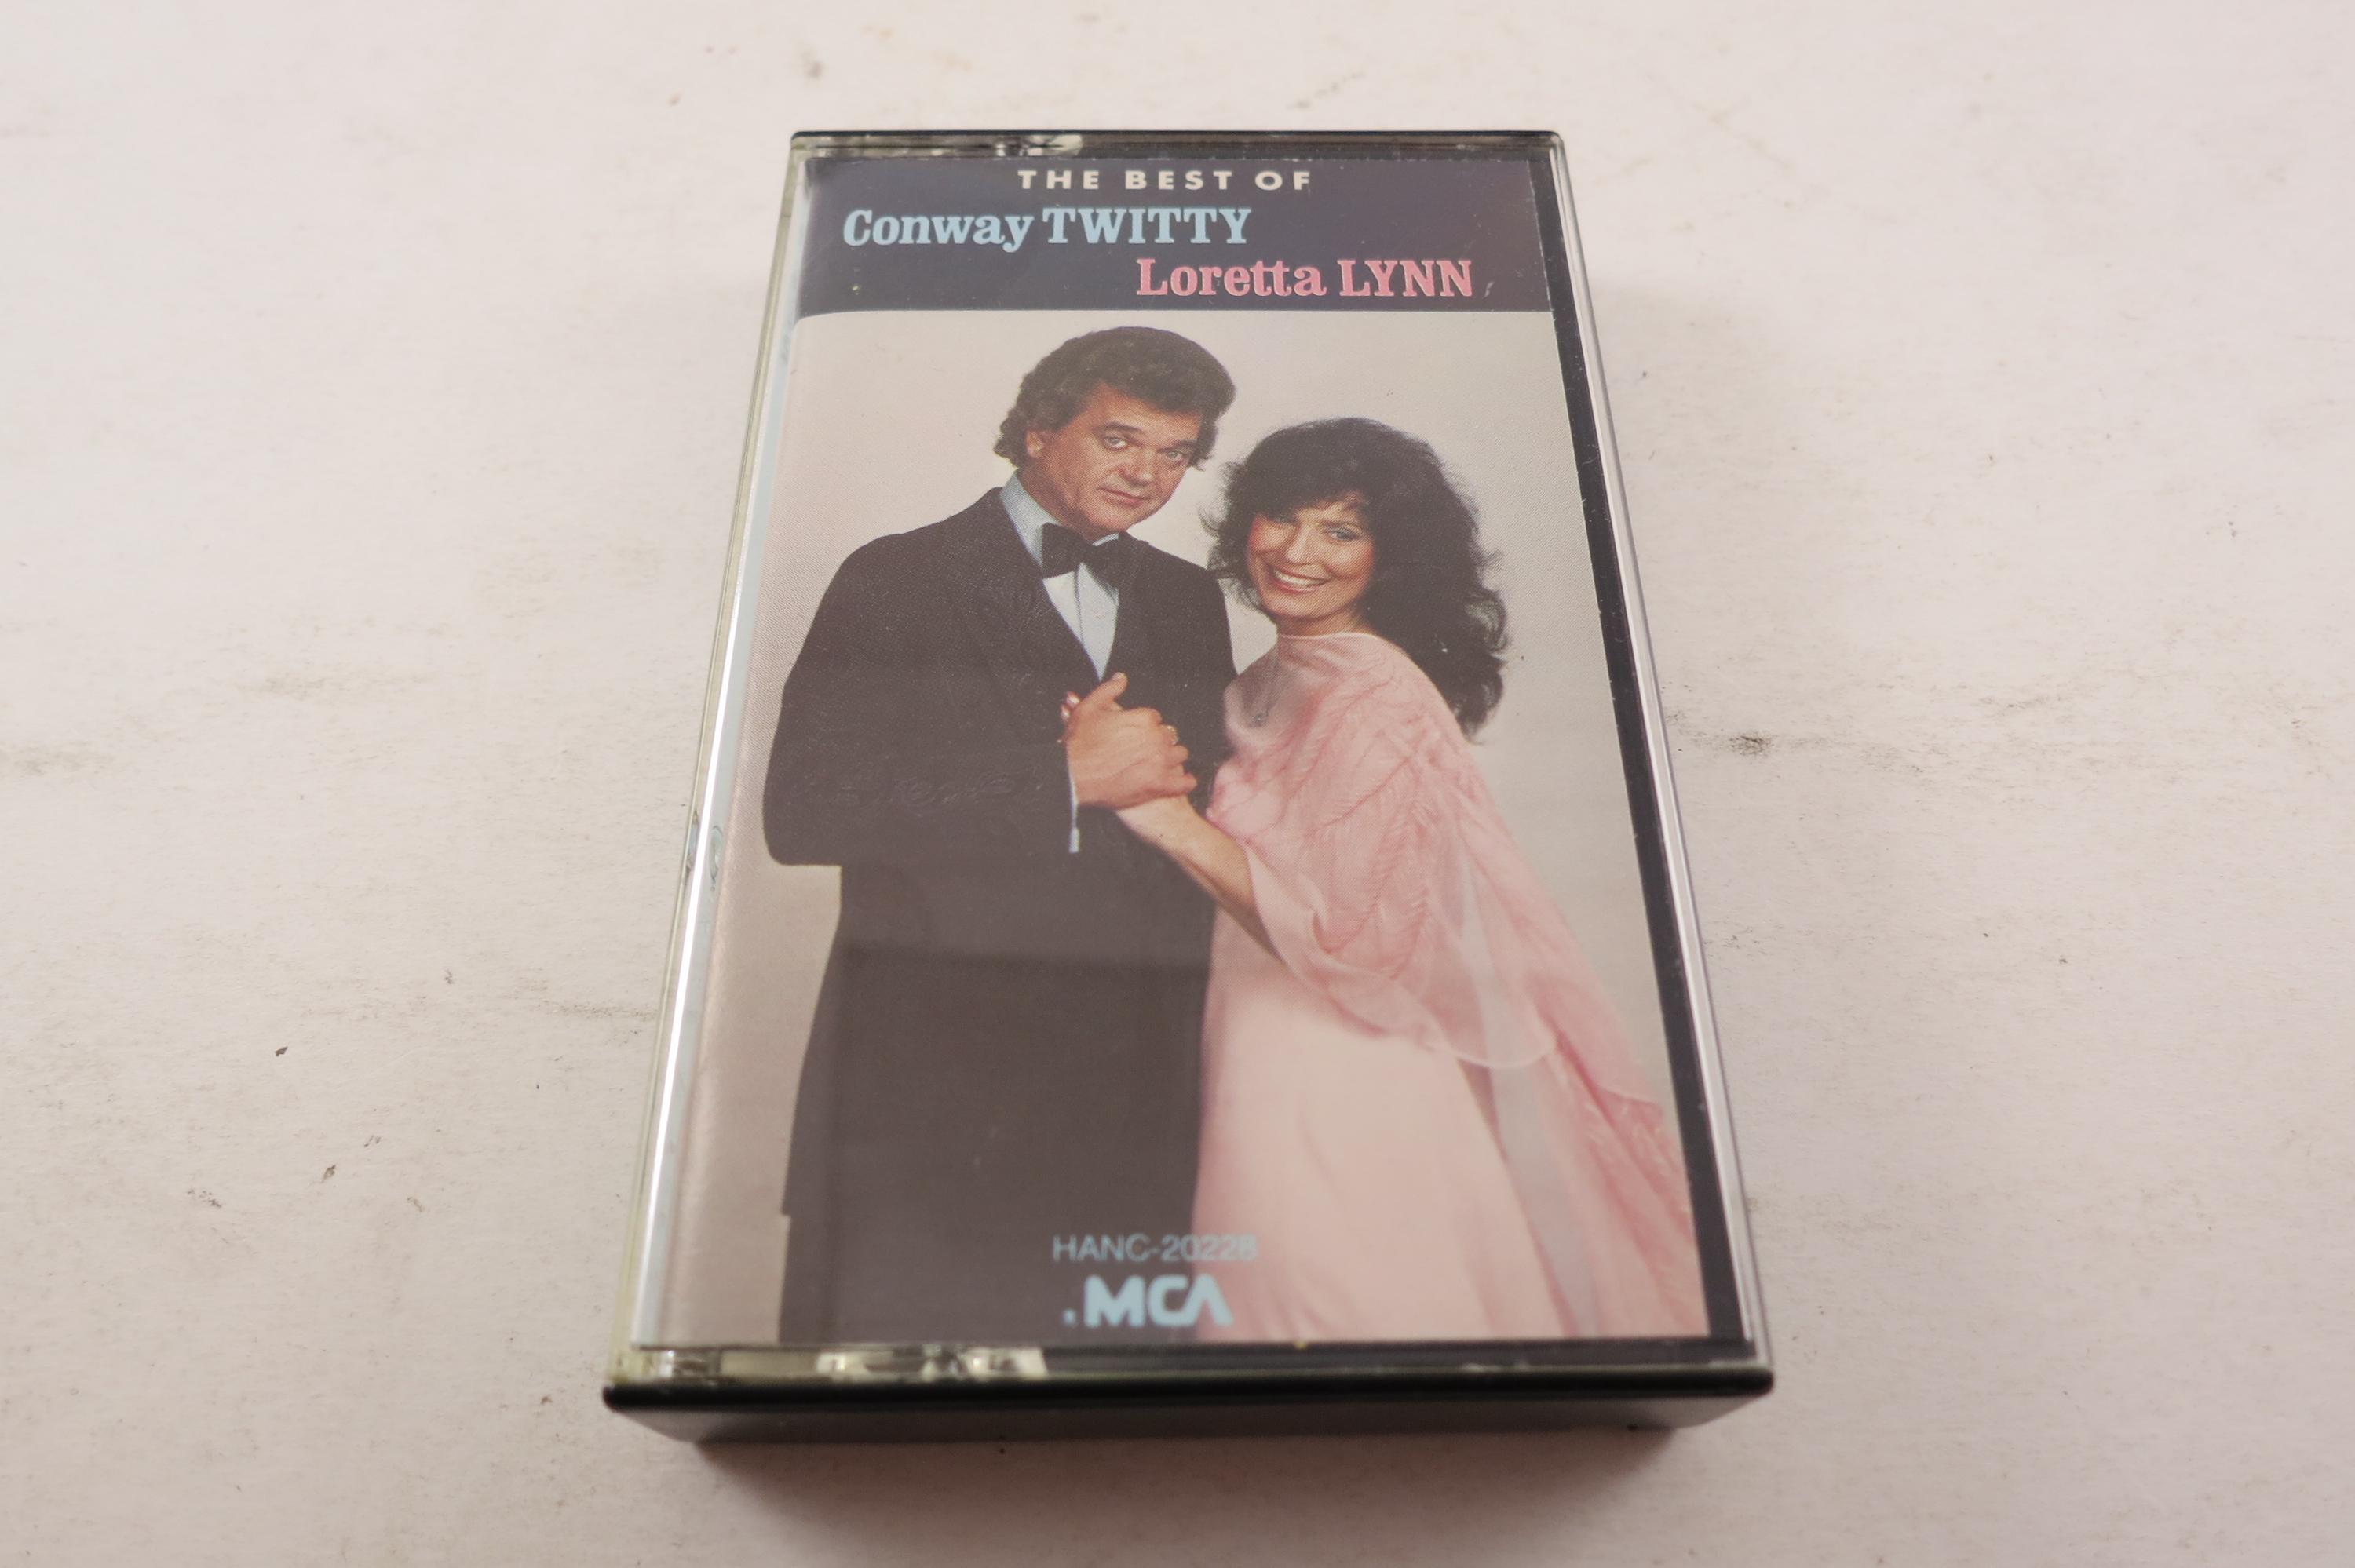 THE BEST OF
Conway TWITTY
Loretta LYNN
HANC-20228
MCA